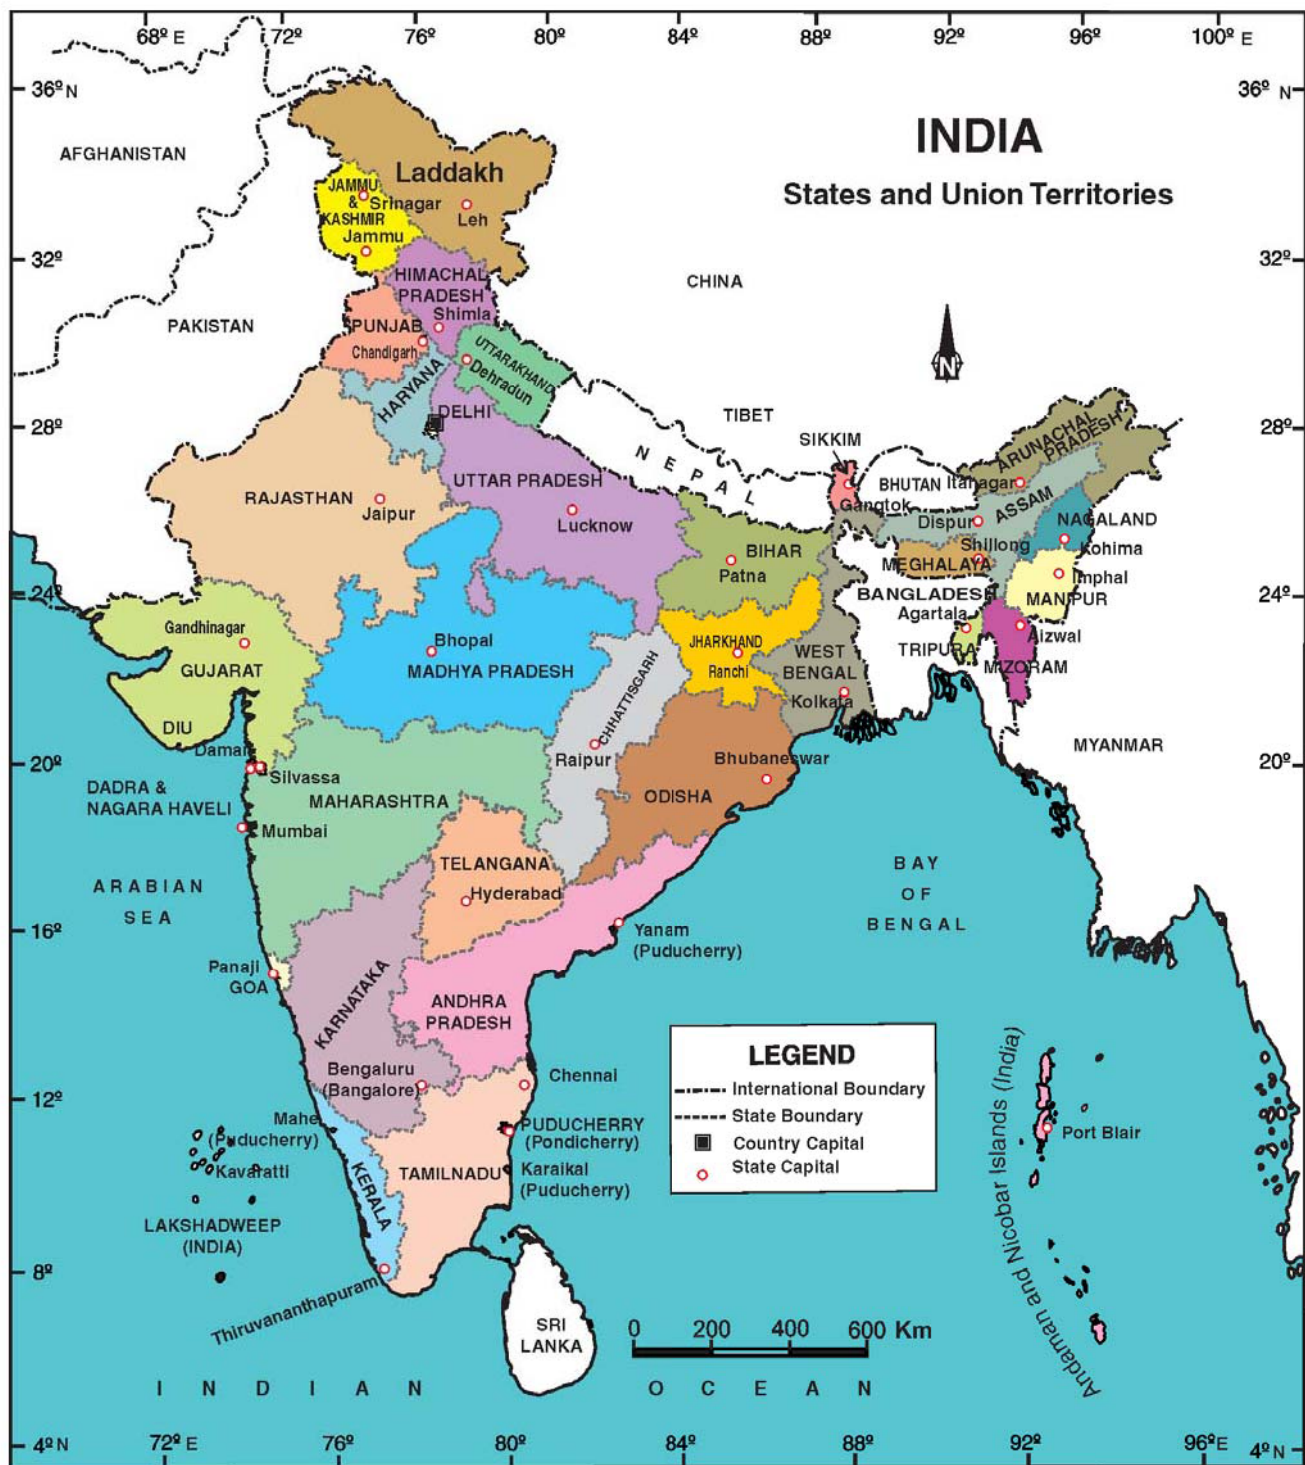 68º E 72º 76º 80º 84º 88º 92º 96º 100º E
36º N
36º N
AFGHANISTAN
INDIA
States and Union Territories
Laddakh
JAMMU
&
KASHMIR
Srinagar
Leh
Jammu
32º
32º
HIMACHAL
PRADESH
Shimla
CHINA
PAKISTAN
PUNJAB
Chandigarh
UTTARAKHAND
Dehradun
HARYANA
N
DELHI
TIBET
28º
28º
SIKKIM
ARUNACHAL
PRADESH
NEPAL
BHUTAN
Itanagar
RAJASTHAN
Jaipur
UTTAR PRADESH
Lucknow
Gangtok
ASSAM
Dispur
NAGALAND
Kohima
BIHAR
Patna
Shillong
MEGHALAYA
Imphal
MANIPUR
24º
24º
BANGLADESH
Agartala
Aizwal
TRIPURA
MIZORAM
Gandhinagar
GUJARAT
Bhopal
MADHYA PRADESH
JHARKHAND
Ranchi
WEST
BENGAL
Kolkata
CHHATTISGARH
Raipur
DIU
Daman
Silvassa
MYANMAR
20º
20º
Bhubaneswar
ODISHA
DADRA &
NAGARA HAVELI
MAHARASHTRA
Mumbai
TELANGANA
Hyderabad
ARABIAN
SEA
BAY
OF
BENGAL
16º
16º
Yanam
(Puducherry)
Panaji
GOA
KARNATAKA
ANDHRA
PRADESH
LEGEND
International Boundary
State Boundary
Country Capital
State Capital
Bengaluru
(Bangalore)
Chennai
12º
12º
Mahe
(Puducherry)
PUDUCHERRY
(Pondicherry)
Port Blair
Kavaratti
KERALA
TAMILNADU
Karaikal
(Puducherry)
LAKSHADWEEP
(INDIA)
Andaman and Nicobar Islands (India)
8º
8º
Thiruvananthapuram
SRI
LANKA
0 200 400 600 Km
INDIAN OCEAN
4º N
4º N
72º E 76º 80º 84º 88º 92º 96º E